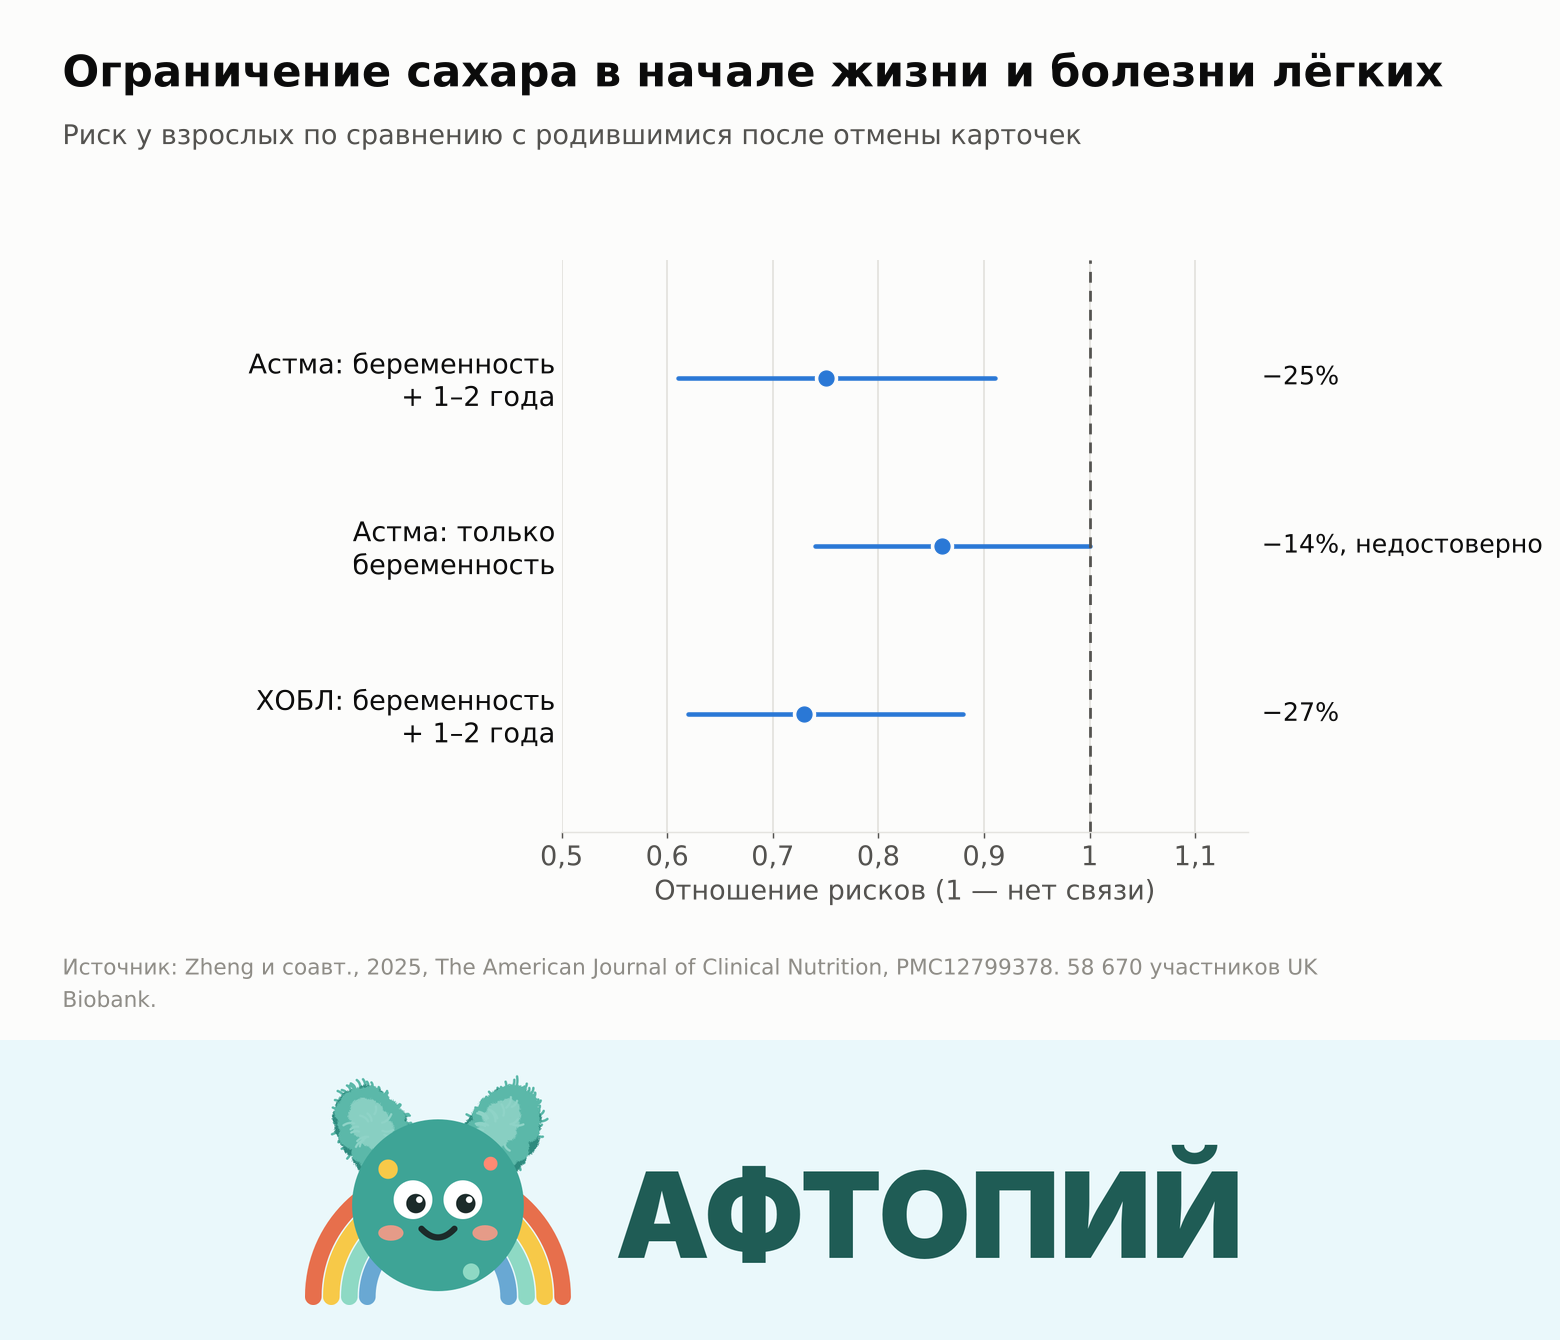 Ограничение сахара в начале жизни и болезни лёгких
Риск у взрослых по сравнению с родившимися после отмены карточек
Астма: беременность
+ 1–2 года
−25%
Астма: только
беременность
−14%, недостоверно
ХОБЛ: беременность
+ 1–2 года
−27%
0,5 0,6 0,7 0,8 0,9 1 1,1
Отношение рисков (1 — нет связи)
Источник: Zheng и соавт., 2025, The American Journal of Clinical Nutrition, PMC12799378. 58 670 участников UK
Biobank.
АФТОПИЙ